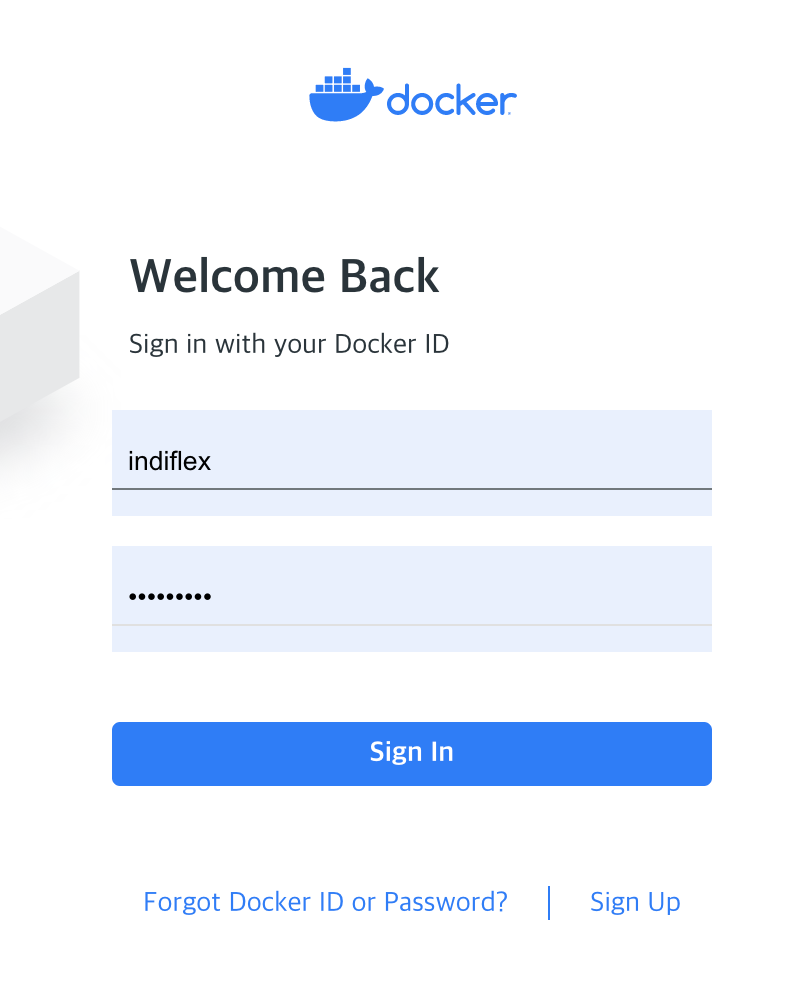 docker
Welcome Back
Sign in with your Docker ID
indiflex
•••••••••
Sign In
Forgot Docker ID or Password? | Sign Up